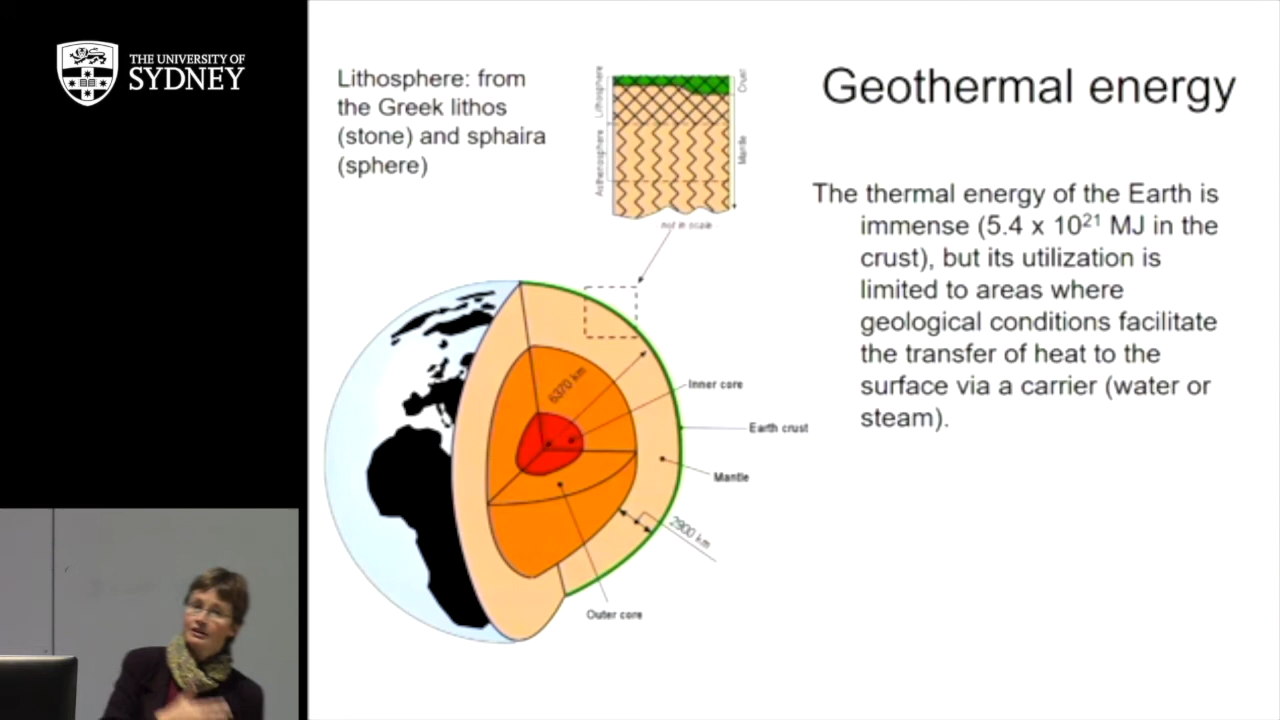 THE UNIVERSITY OF
SYDNEY
Lithosphere: from
the Greek lithos
(stone) and sphaira
(sphere)
Lithosphere
Asthenosphere
Crust
Mantle
not in scale
Geothermal energy
The thermal energy of the Earth is
immense (5.4 x 10²¹ MJ in the
crust), but its utilization is
limited to areas where
geological conditions facilitate
the transfer of heat to the
surface via a carrier (water or
steam).
6370 km
Inner core
Earth crust
Mantle
2900 km
Outer core